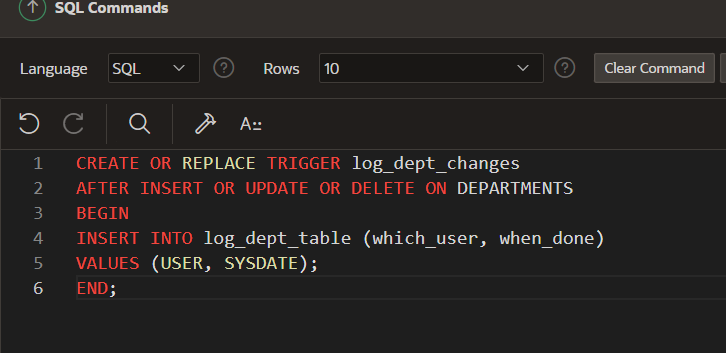 SQL Commands
Language SQL Rows 10 Clear Command
A::
1 CREATE OR REPLACE TRIGGER log_dept_changes
2 AFTER INSERT OR UPDATE OR DELETE ON DEPARTMENTS
3 BEGIN
4 INSERT INTO log_dept_table (which_user, when_done)
5 VALUES (USER, SYSDATE);
6 END;